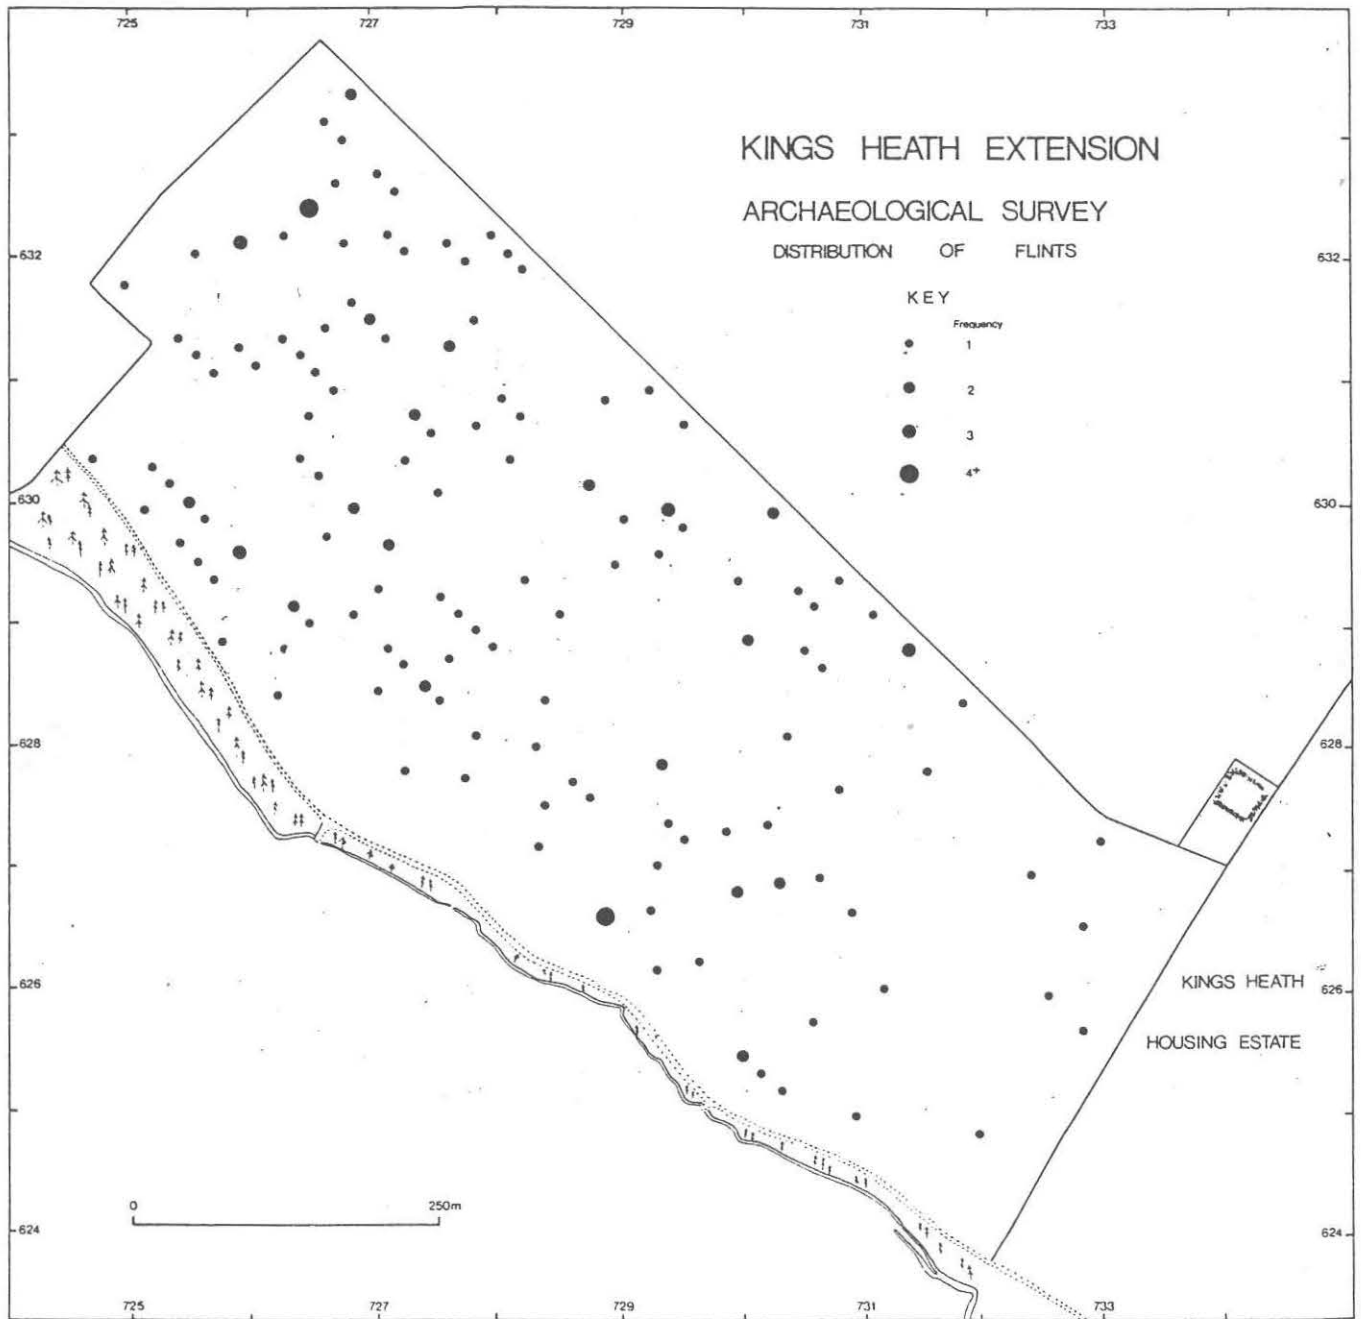 725 727 729 731 733
KINGS HEATH EXTENSION
ARCHAEOLOGICAL SURVEY
DISTRIBUTION OF FLINTS
632 632
KEY
Frequency
1
2
3
4+
630 630
628 628
626 626
KINGS HEATH
HOUSING ESTATE
0 250m
624 624
725 727 729 731 733